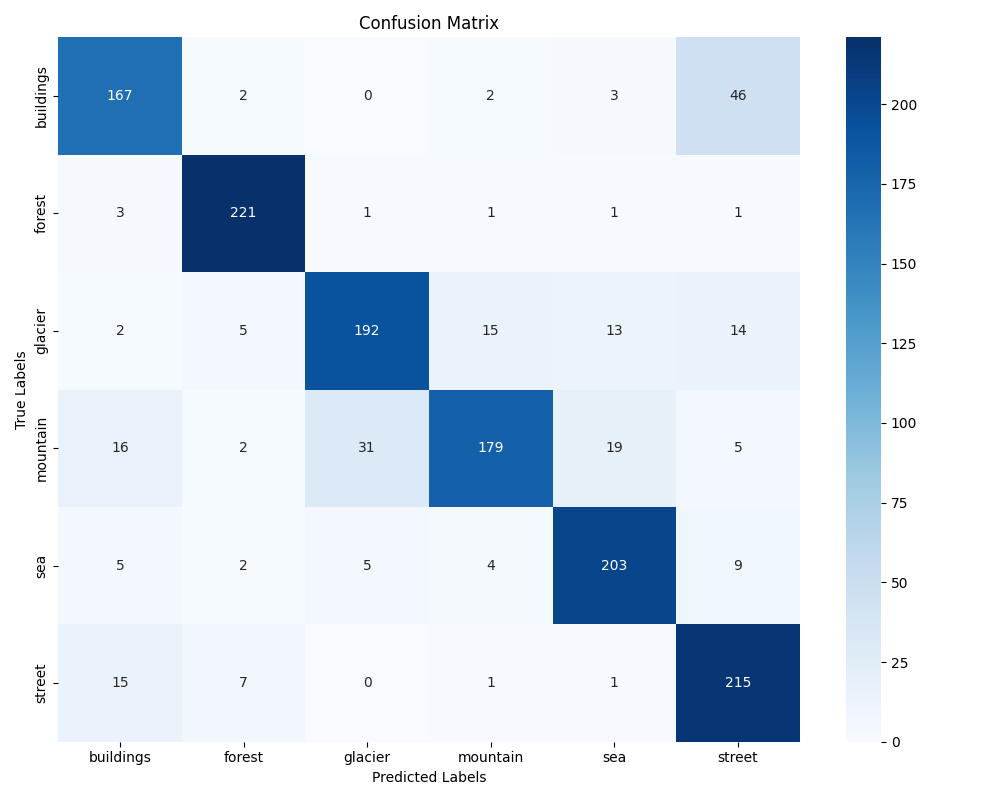 Confusion Matrix
True Labels
buildings 167 2 0 2 3 46
forest 3 221 1 1 1 1
glacier 2 5 192 15 13 14
mountain 16 2 31 179 19 5
sea 5 2 5 4 203 9
street 15 7 0 1 1 215
buildings forest glacier mountain sea street
Predicted Labels
200
175
150
125
100
75
50
25
0